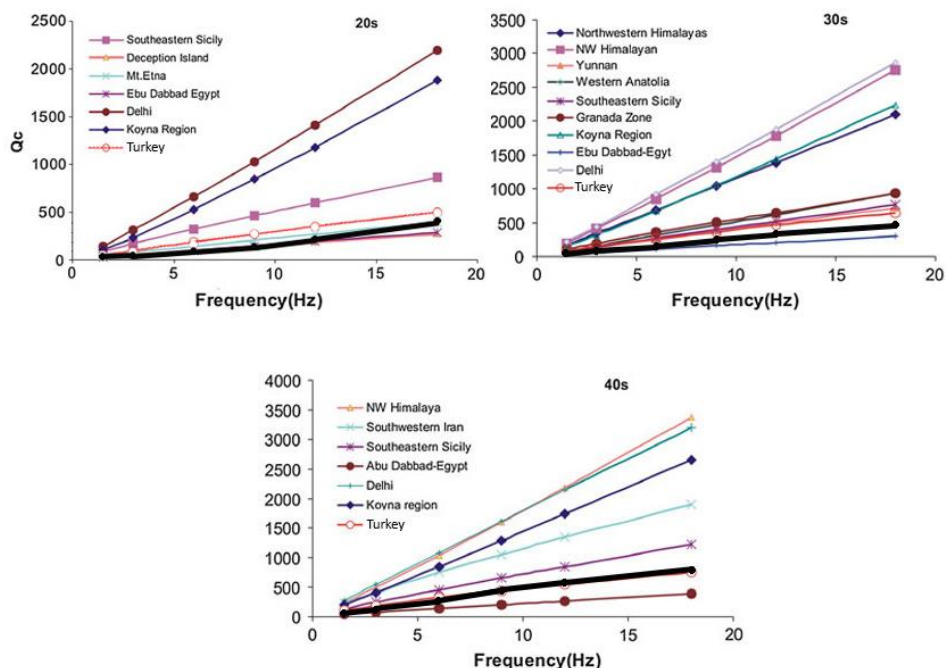 20s
2500
2000
1500
1000
500
0
Qc
Southeastern Sicily
Deception Island
Mt.Etna
Ebu Dabbad Egypt
Delhi
Koyna Region
Turkey
0 5 10 15 20
Frequency(Hz)
30s
3500
3000
2500
2000
1500
1000
500
0
Northwestern Himalayas
NW Himalayan
Yunnan
Western Anatolia
Southeastern Sicily
Granada Zone
Koyna Region
Ebu Dabbad-Egyt
Delhi
Turkey
0 5 10 15 20
Frequency(Hz)
40s
4000
3500
3000
2500
2000
1500
1000
500
0
NW Himalaya
Southwestern Iran
Southeastern Sicily
Abu Dabbad-Egypt
Delhi
Kovna region
Turkey
0 5 10 15 20
Frequency(Hz)